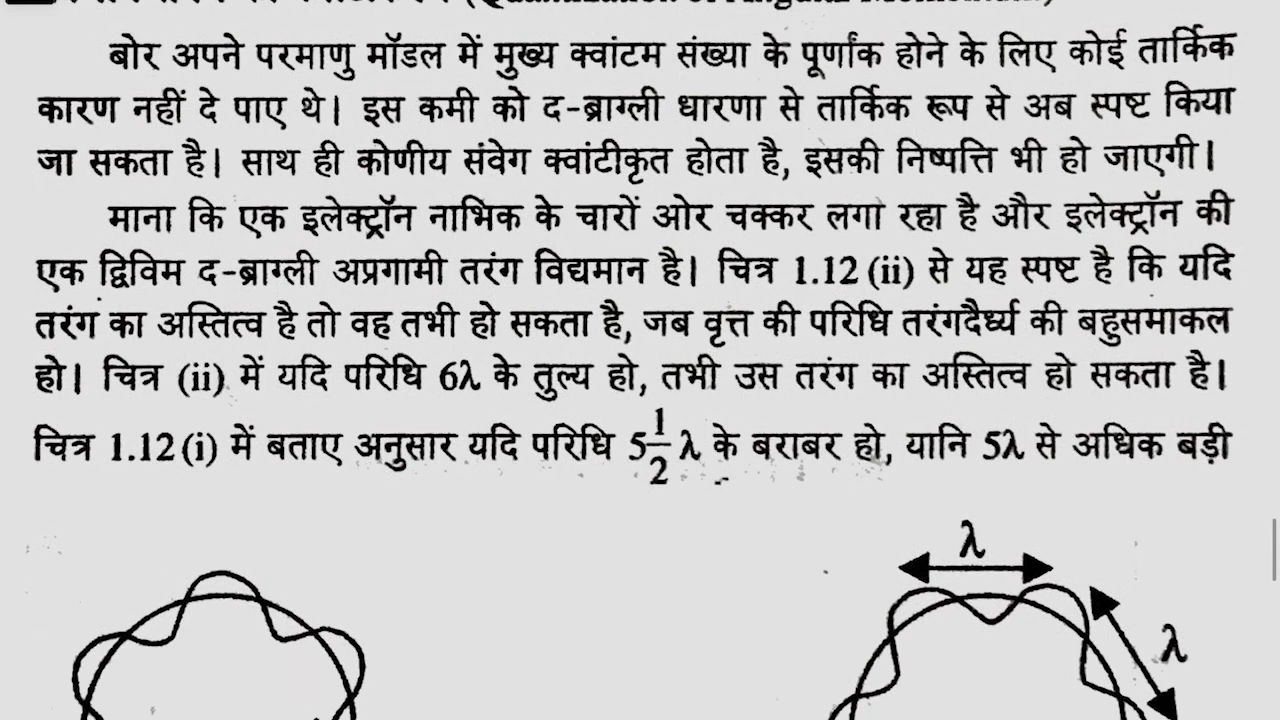 बोर अपने परमाणु मॉडल में मुख्य क्वांटम संख्या के पूर्णांक होने के लिए कोई तार्किक
कारण नहीं दे पाए थे। इस कमी को द-ब्राग्ली धारणा से तार्किक रूप से अब स्पष्ट किया
जा सकता है। साथ ही कोणीय संवेग क्वांटीकृत होता है, इसकी निष्पत्ति भी हो जाएगी।
माना कि एक इलेक्ट्रॉन नाभिक के चारों ओर चक्कर लगा रहा है और इलेक्ट्रॉन की
एक द्विविम द-ब्राग्ली अप्रगामी तरंग विद्यमान है। चित्र 1.12 (ii) से यह स्पष्ट है कि यदि
तरंग का अस्तित्व है तो वह तभी हो सकता है, जब वृत्त की परिधि तरंगदैर्ध्य की बहुसमाकल
हो। चित्र (ii) में यदि परिधि 6λ के तुल्य हो, तभी उस तरंग का अस्तित्व हो सकता है।
चित्र 1.12 (i) में बताए अनुसार यदि परिधि 5 1/2 λ के बराबर हो, यानि 5λ से अधिक बड़ी
λ
λ